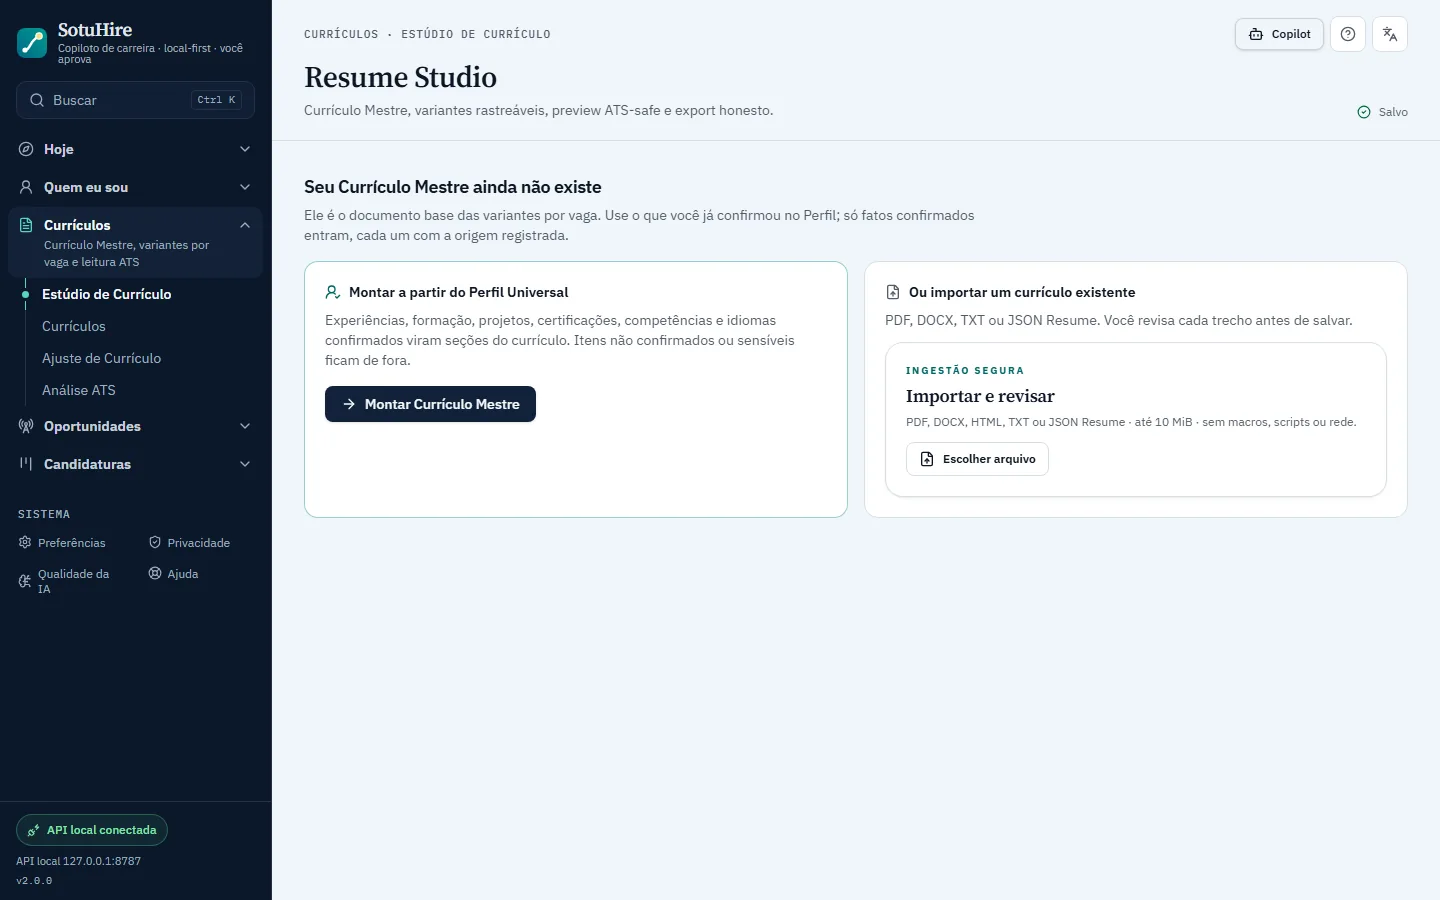 SotuHire
Copiloto de carreira · local-first · você
aprova
Buscar
Ctrl K
Hoje
Quem eu sou
Currículos
Currículo Mestre, variantes por
vaga e leitura ATS
Estúdio de Currículo
Currículos
Ajuste de Currículo
Análise ATS
Oportunidades
Candidaturas
SISTEMA
Preferências
Privacidade
Qualidade da
IA
Ajuda
API local conectada
API local 127.0.0.1:8787
v2.0.0
CURRÍCULOS · ESTÚDIO DE CURRÍCULO
Copilot
Resume Studio
Currículo Mestre, variantes rastreáveis, preview ATS-safe e export honesto.
Salvo
Seu Currículo Mestre ainda não existe
Ele é o documento base das variantes por vaga. Use o que você já confirmou no Perfil; só fatos confirmados
entram, cada um com a origem registrada.
Montar a partir do Perfil Universal
Experiências, formação, projetos, certificações, competências e idiomas
confirmados viram seções do currículo. Itens não confirmados ou sensíveis
ficam de fora.
Montar Currículo Mestre
Ou importar um currículo existente
PDF, DOCX, TXT ou JSON Resume. Você revisa cada trecho antes de salvar.
INGESTÃO SEGURA
Importar e revisar
PDF, DOCX, HTML, TXT ou JSON Resume · até 10 MiB · sem macros, scripts ou rede.
Escolher arquivo